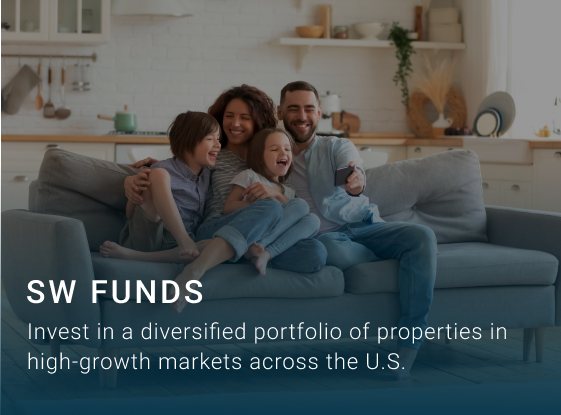 SW FUNDS
Invest in a diversified portfolio of properties in
high-growth markets across the U.S.